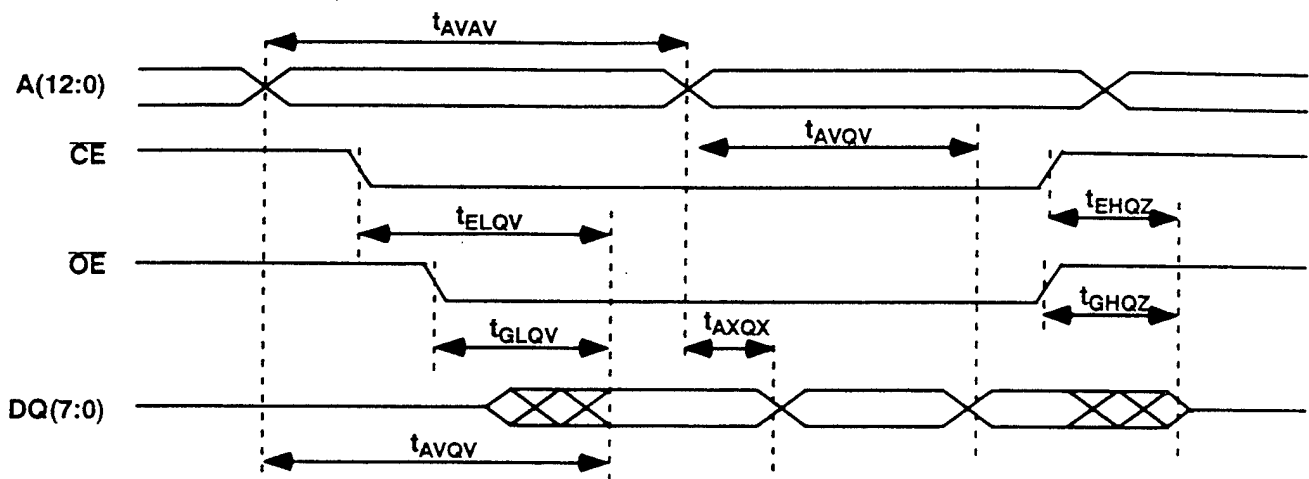 tAVAV
A(12:0)
tAVQV
CE
tELQV
tEHQZ
OE
tGLQV
tAXQX
tGHQZ
DQ(7:0)
tAVQV